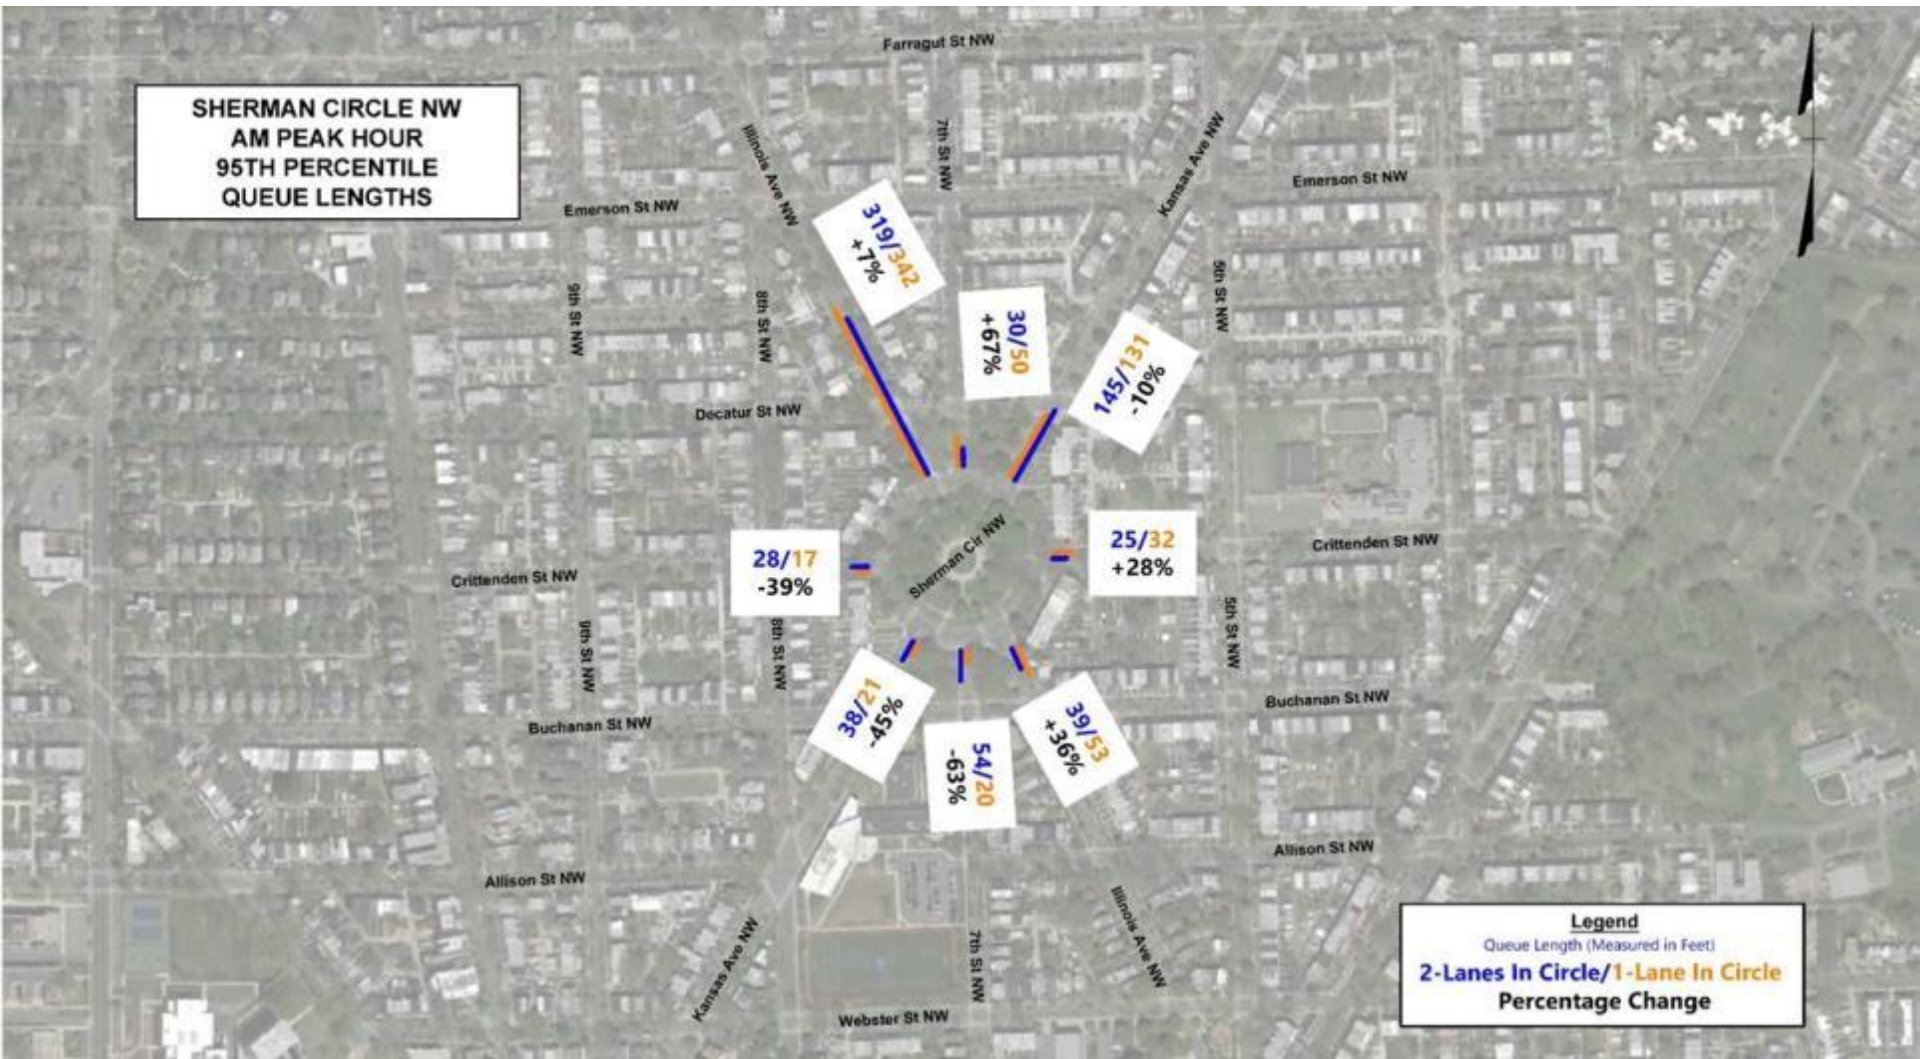 SHERMAN CIRCLE NW
AM PEAK HOUR
95TH PERCENTILE
QUEUE LENGTHS
Farragut St NW
Illinois Ave NW
7th St NW
Kansas Ave NW
Emerson St NW
Emerson St NW
319/342
+7%
9th St NW
8th St NW
30/50
+67%
5th St NW
145/131
-10%
Decatur St NW
Sherman Cir NW
28/17
-39%
25/32
+28%
Crittenden St NW
Crittenden St NW
9th St NW
8th St NW
5th St NW
38/21
-45%
54/20
-63%
39/53
+36%
Buchanan St NW
Buchanan St NW
Allison St NW
Allison St NW
Kansas Ave NW
7th St NW
Illinois Ave NW
Webster St NW
Legend
Queue Length (Measured in Feet)
2-Lanes In Circle/1-Lane In Circle
Percentage Change